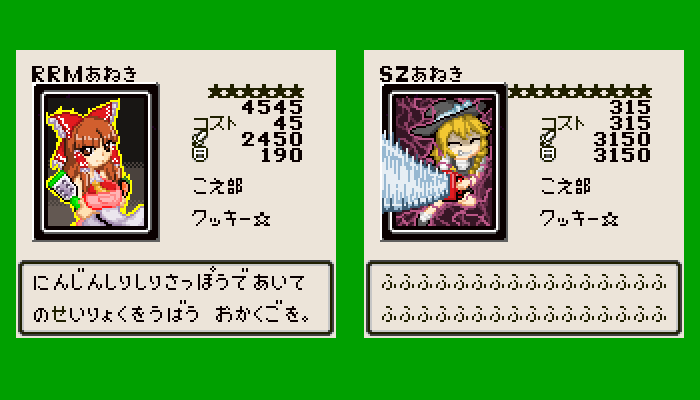 RRMあねき
★★★★★★
4545
コスト 45
2450
190
こえ部
クッキー☆
にんじんしりしりさっぽうであいて
のせいりょくをうばう おかくごを。
SZあねき
★★★★★★★★★
315
コスト 315
3150
3150
こえ部
クッキー☆
ふふふふふふふふふふふふふふふふ
ふふふふふふふふふふふふふふふふ